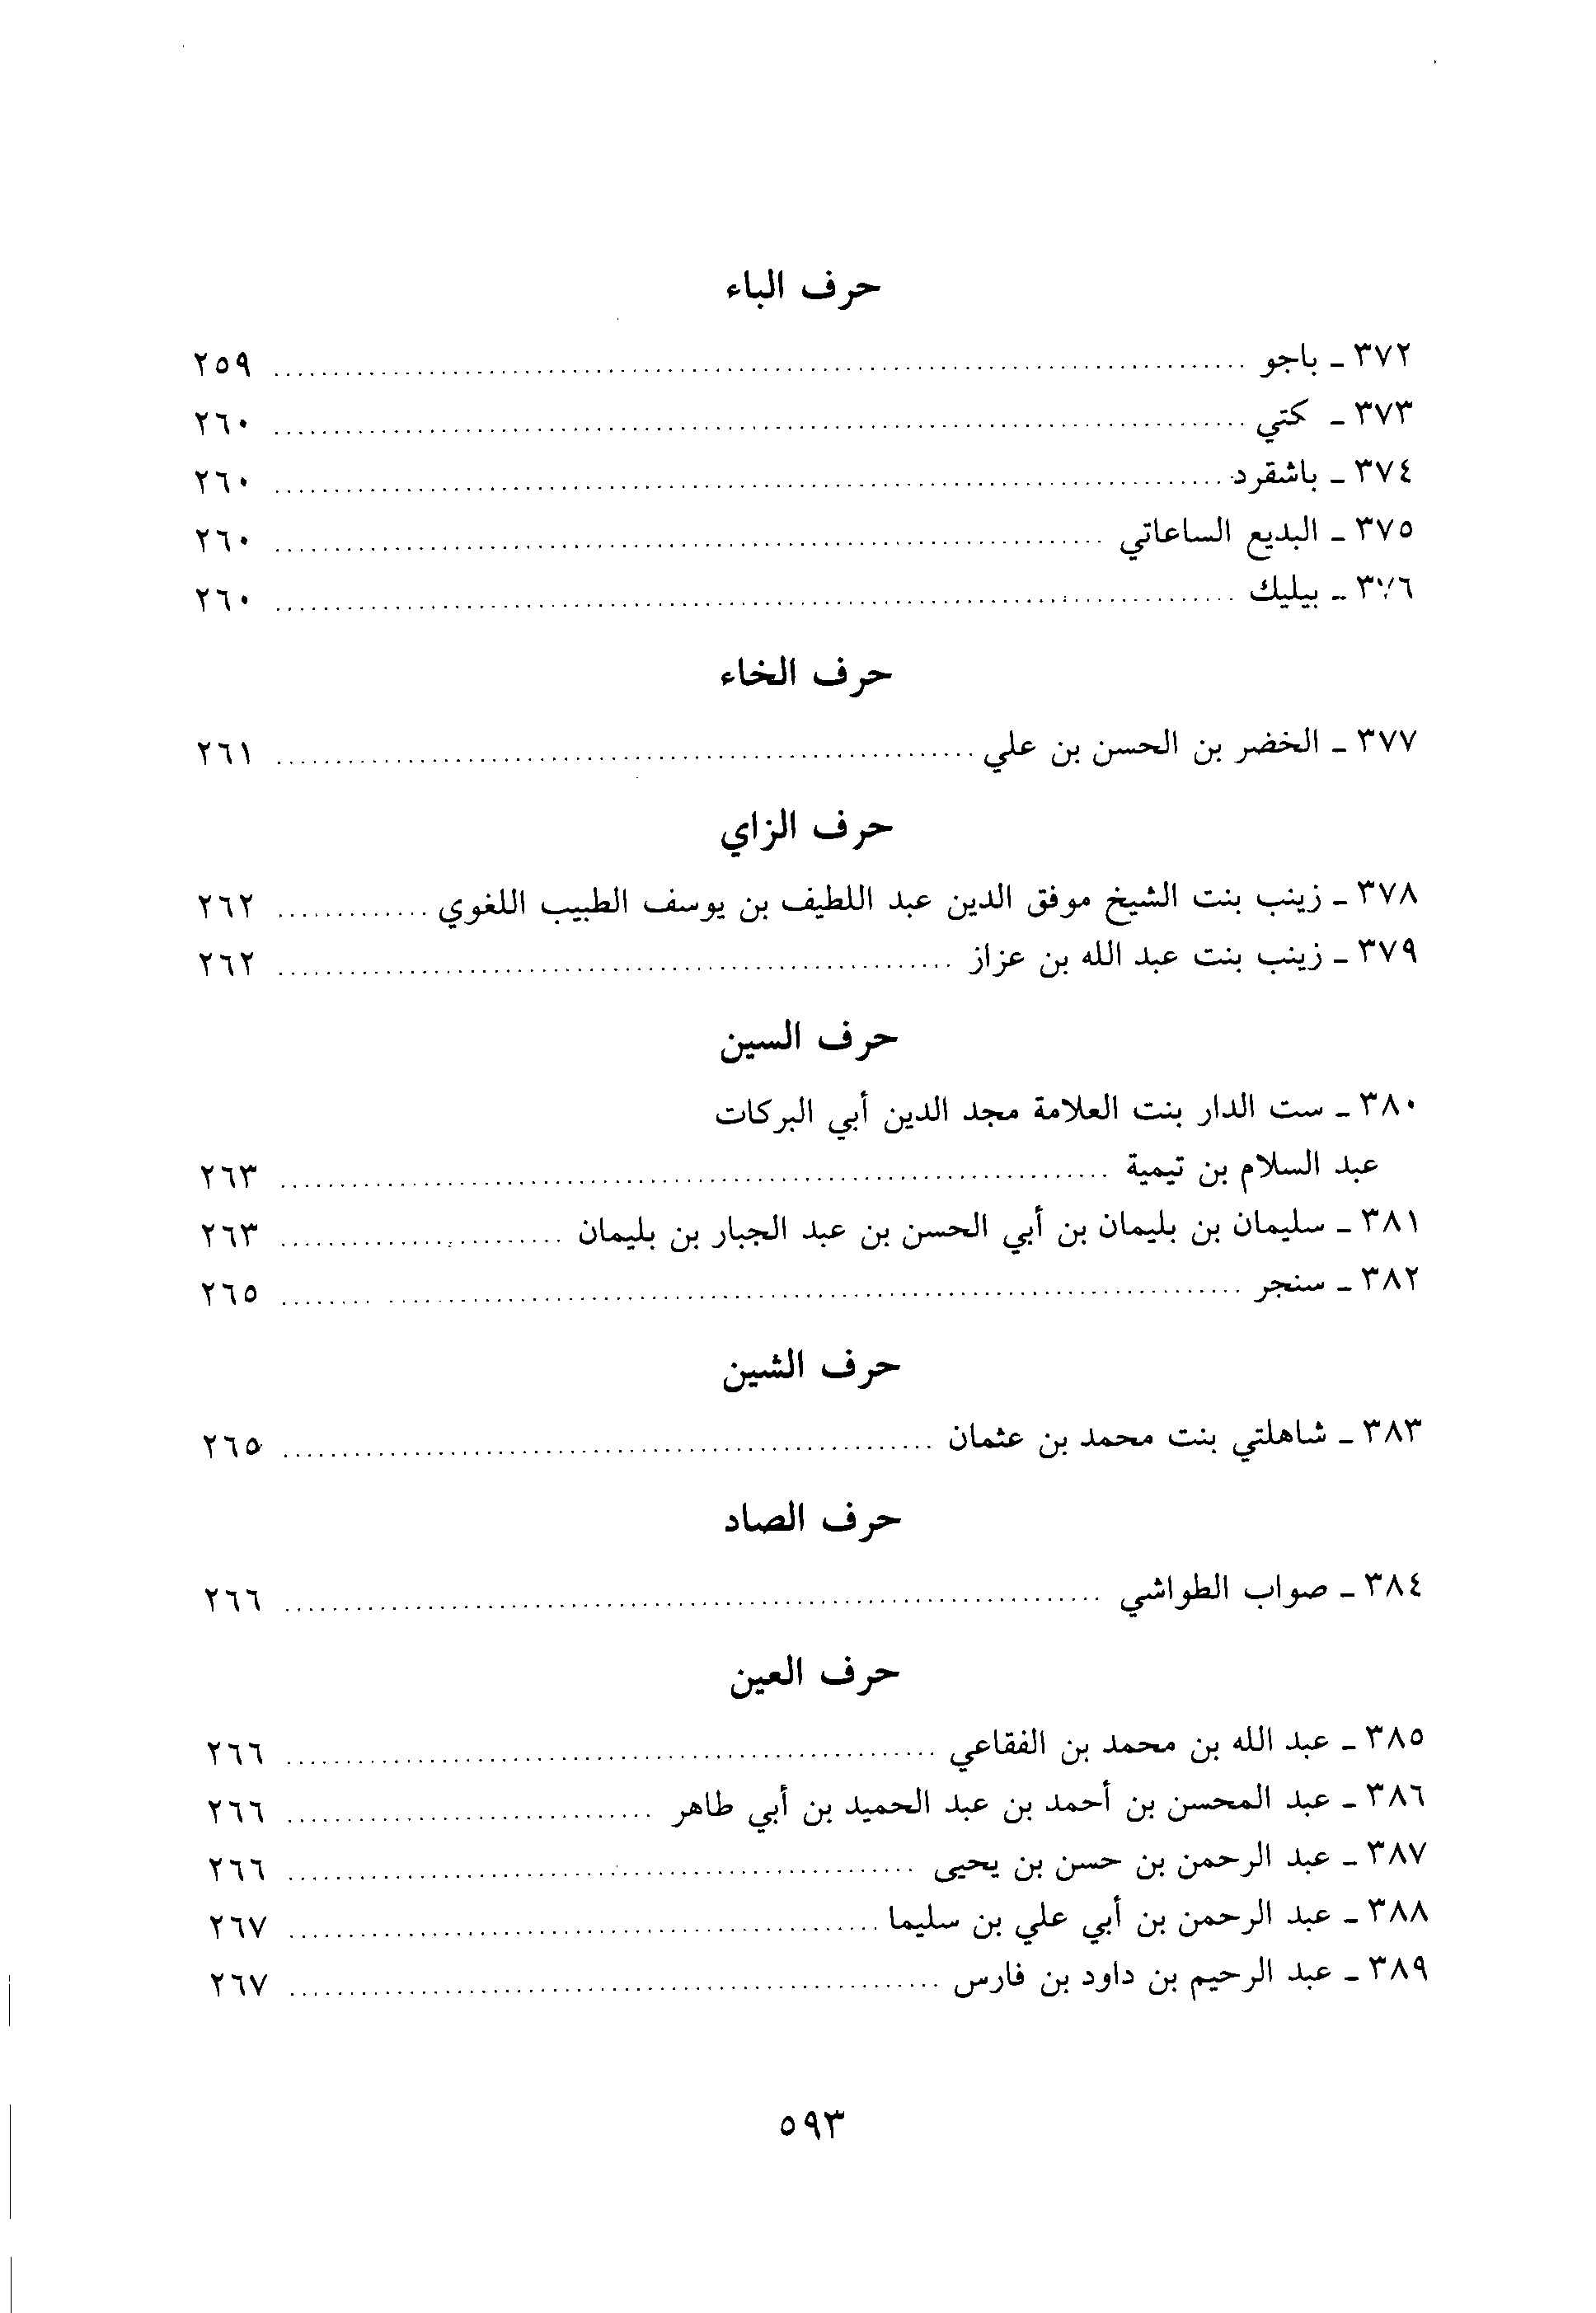 حرف الباء
٣٧٢ ـ باجو ........ ٢٥٩
٣٧٣ ـ كتي ........ ٢٦٠
٣٧٤ ـ باشقرد ........ ٢٦٠
٣٧٥ ـ البديع الساعاتي ........ ٢٦٠
٣٧٦ ـ بيليك ........ ٢٦٠
حرف الخاء
٣٧٧ ـ الخضر بن الحسن بن علي ........ ٢٦١
حرف الزاي
٣٧٨ ـ زينب بنت الشيخ موفق الدين عبد اللطيف بن يوسف الطبيب اللغوي ........ ٢٦٢
٣٧٩ ـ زينب بنت عبد الله بن عزاز ........ ٢٦٢
حرف السين
٣٨٠ ـ ست الدار بنت العلامة مجد الدين أبي البركات
عبد السلام بن تيمية ........ ٢٦٣
٣٨١ ـ سليمان بن بليمان بن أبي الحسن بن عبد الجبار بن بليمان ........ ٢٦٣
٣٨٢ ـ سنجر ........ ٢٦٥
حرف الشين
٣٨٣ ـ شاهلتي بنت محمد بن عثمان ........ ٢٦٥
حرف الصاد
٣٨٤ ـ صواب الطواشي ........ ٢٦٦
حرف العين
٣٨٥ ـ عبد الله بن محمد بن الفقاعي ........ ٢٦٦
٣٨٦ ـ عبد المحسن بن أحمد بن عبد الحميد بن أبي طاهر ........ ٢٦٦
٣٨٧ ـ عبد الرحمن بن حسن بن يحيى ........ ٢٦٦
٣٨٨ ـ عبد الرحمن بن أبي علي بن سليما ........ ٢٦٧
٣٨٩ ـ عبد الرحيم بن داود بن فارس ........ ٢٦٧
٥٩٣